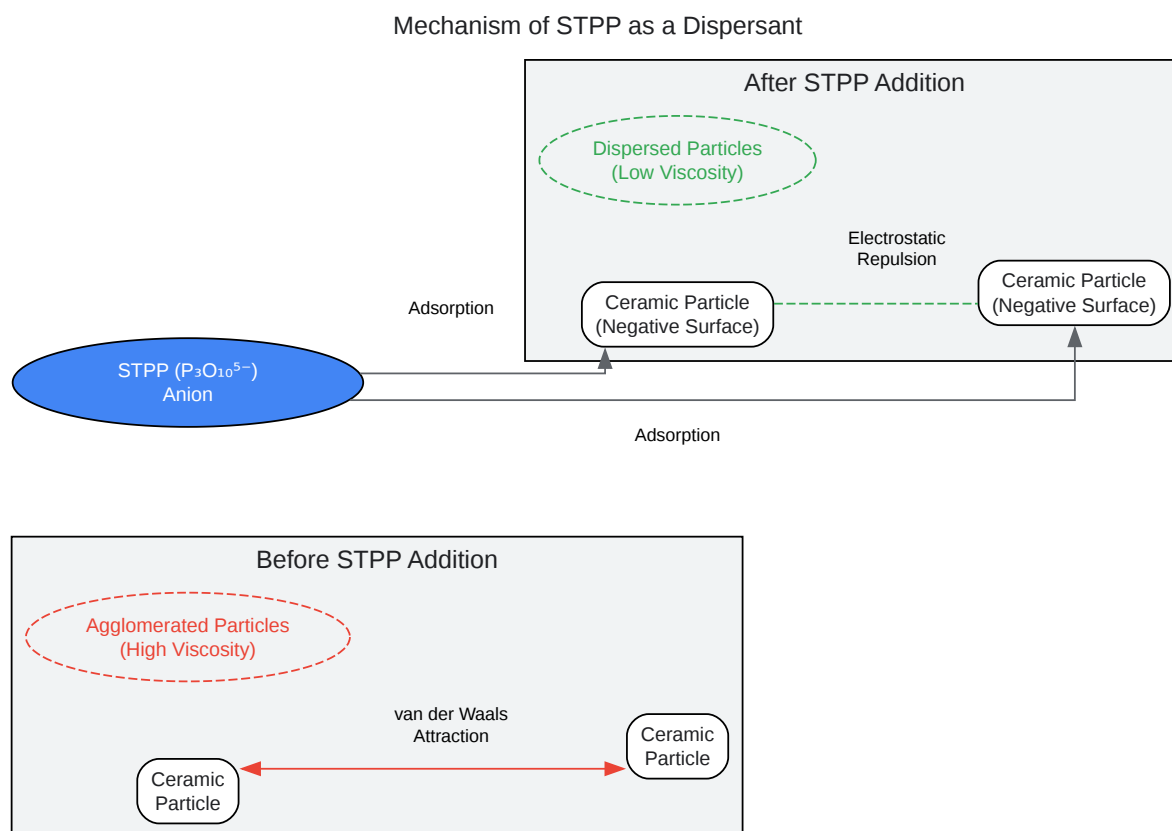 Mechanism of STPP as a Dispersant
After STPP Addition
Dispersed Particles
(Low Viscosity)
Electrostatic
Repulsion
Ceramic Particle
(Negative Surface)
Ceramic Particle
(Negative Surface)
Adsorption
STPP (P₃O₁₀⁵⁻)
Anion
Adsorption
Before STPP Addition
Agglomerated Particles
(High Viscosity)
van der Waals
Attraction
Ceramic
Particle
Ceramic
Particle